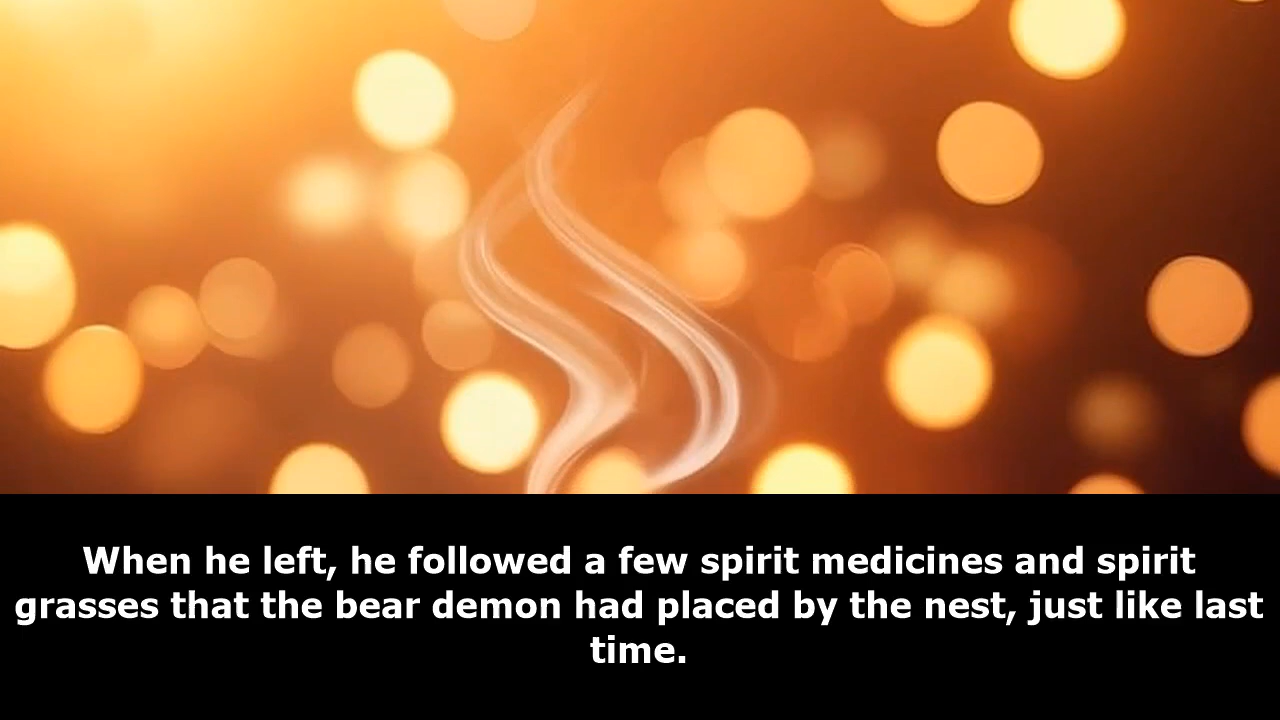 When he left, he followed a few spirit medicines and spirit
grasses that the bear demon had placed by the nest, just like last
time.